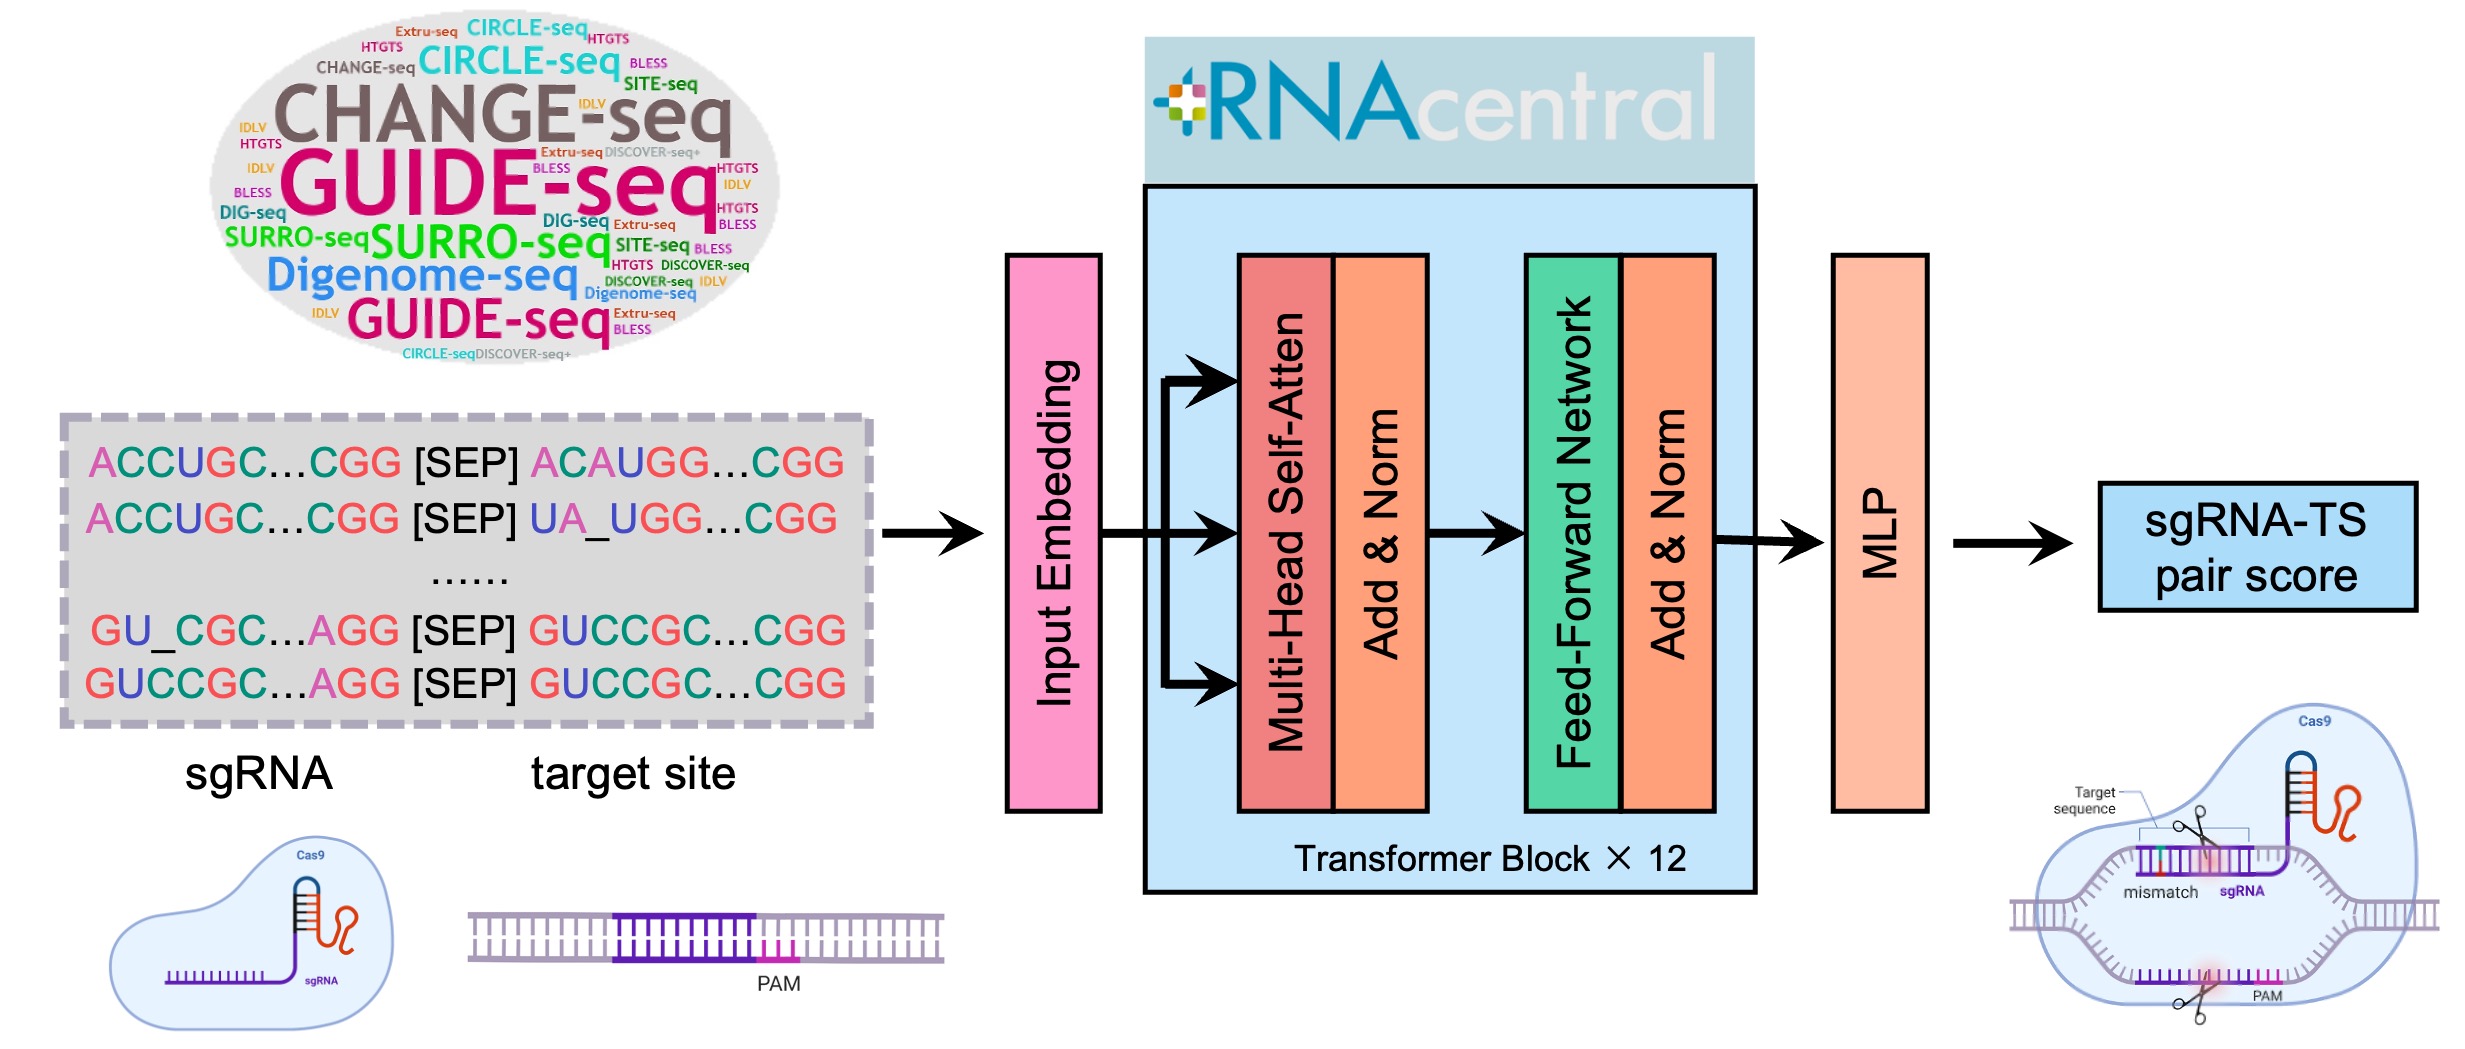 Extru-seq CIRCLE-seq HTGTS
HTGTS CIRCLE-seq BLESS
CHANGE-seq SITE-seq
CHANGE-seq IDLV
IDLV
HTGTS Extru-seq DISCOVER-seq+
IDLV GUIDE-seq BLESS HTGTS
IDLV
BLESS
DIG-seq HTGTS
DIG-seq Extru-seq BLESS
SURRO-seq SURRO-seq SITE-seq BLESS
HTGTS DISCOVER-seq
Digenome-seq DISCOVER-seq IDLV
Digenome-seq
IDLV GUIDE-seq Extru-seq
BLESS
CIRCLE-seq DISCOVER-seq+
ACCUGC...CGG [SEP] ACAUGG...CGG
ACCUGC...CGG [SEP] UA_UGG...CGG
......
GU_CGC...AGG [SEP] GUCCGC...CGG
GUCCGC...AGG [SEP] GUCCGC...CGG
sgRNA target site
Cas9
sgRNA
PAM
RNAcentral
Input Embedding
Multi-Head Self-Atten
Add & Norm
Feed-Forward Network
Add & Norm
Transformer Block × 12
MLP
sgRNA-TS
pair score
Cas9
Target
sequence
mismatch sgRNA
PAM